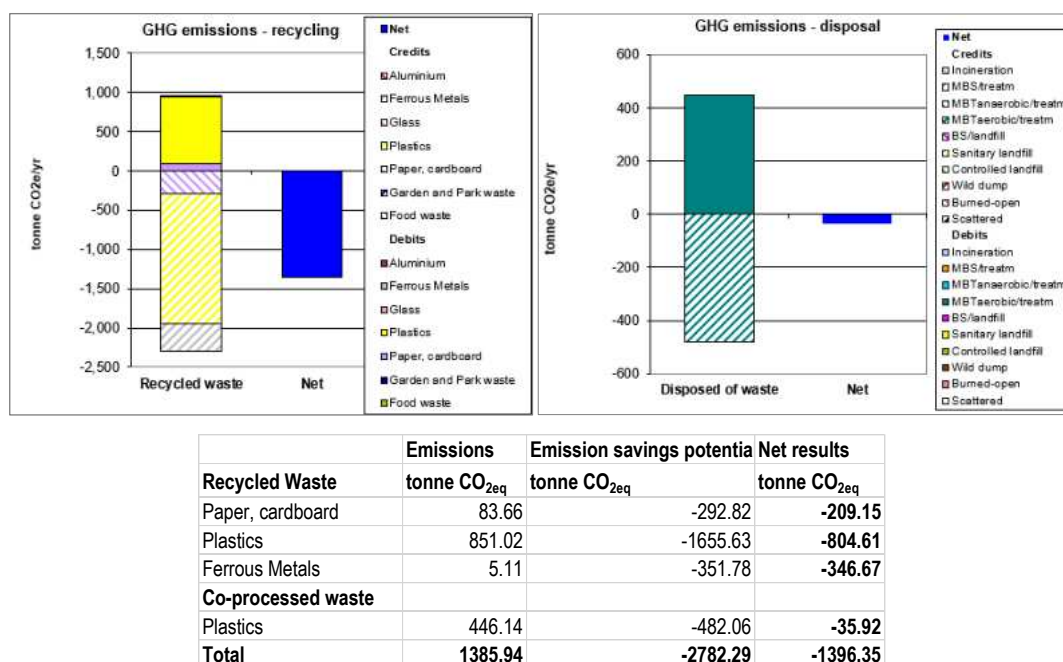 GHG emissions - recycling
1,500
1,000
500
0
-500
-1,000
-1,500
-2,000
-2,500
tonne CO2e/yr
Recycled waste Net
Net
Credits
Aluminium
Ferrous Metals
Glass
Plastics
Paper, cardboard
Garden and Park waste
Food waste
Debits
Aluminium
Ferrous Metals
Glass
Plastics
Paper, cardboard
Garden and Park waste
Food waste
GHG emissions - disposal
600
400
200
0
-200
-400
-600
tonne CO2e/yr
Disposed of waste Net
Net
Credits
Incineration
MBS/treatm
MBTanaerobic/treatm
MBTaerobic/treatm
BS/landfill
Sanitary landfill
Controlled landfill
Wild dump
Burned-open
Scattered
Debits
Incineration
MBS/treatm
MBTanaerobic/treatm
MBTaerobic/treatm
BS/landfill
Sanitary landfill
Controlled landfill
Wild dump
Burned-open
Scattered
Emissions Emission savings potentia Net results
Recycled Waste tonne CO2eq tonne CO2eq tonne CO2eq
Paper, cardboard 83.66 -292.82 -209.15
Plastics 851.02 -1655.63 -804.61
Ferrous Metals 5.11 -351.78 -346.67
Co-processed waste
Plastics 446.14 -482.06 -35.92
Total 1385.94 -2782.29 -1396.35